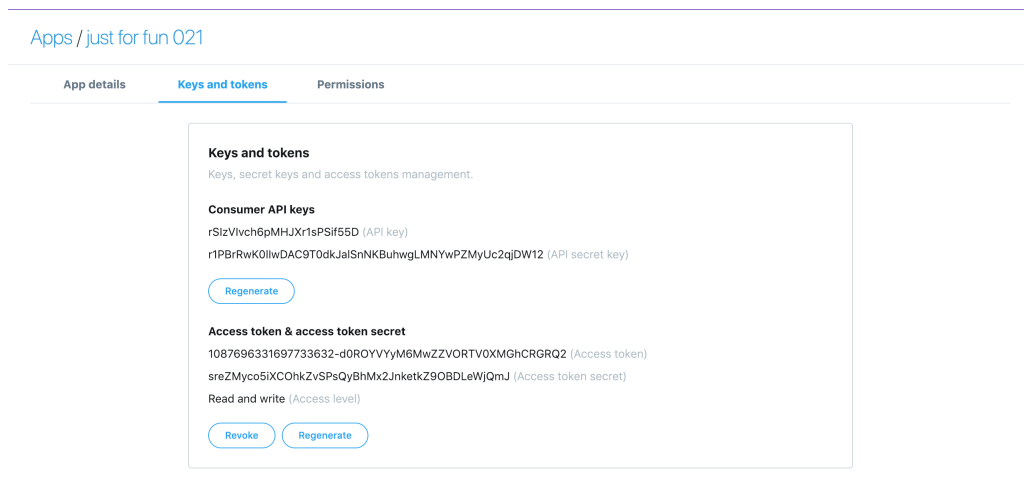 Apps / just for fun 021
App details Keys and tokens Permissions
Keys and tokens
Keys, secret keys and access tokens management.
Consumer API keys
(API key)
(API secret key)
Regenerate
Access token & access token secret
1087696331697733632-d0ROYVYyM6MwZZVORTV0XMGhCRGRQ2 (Access token)
sreZMyco5iXCOhkZvSPsQyBhMx2JnketkZ9OBDLeWjQmJ (Access token secret)
Read and write (Access level)
Revoke Regenerate